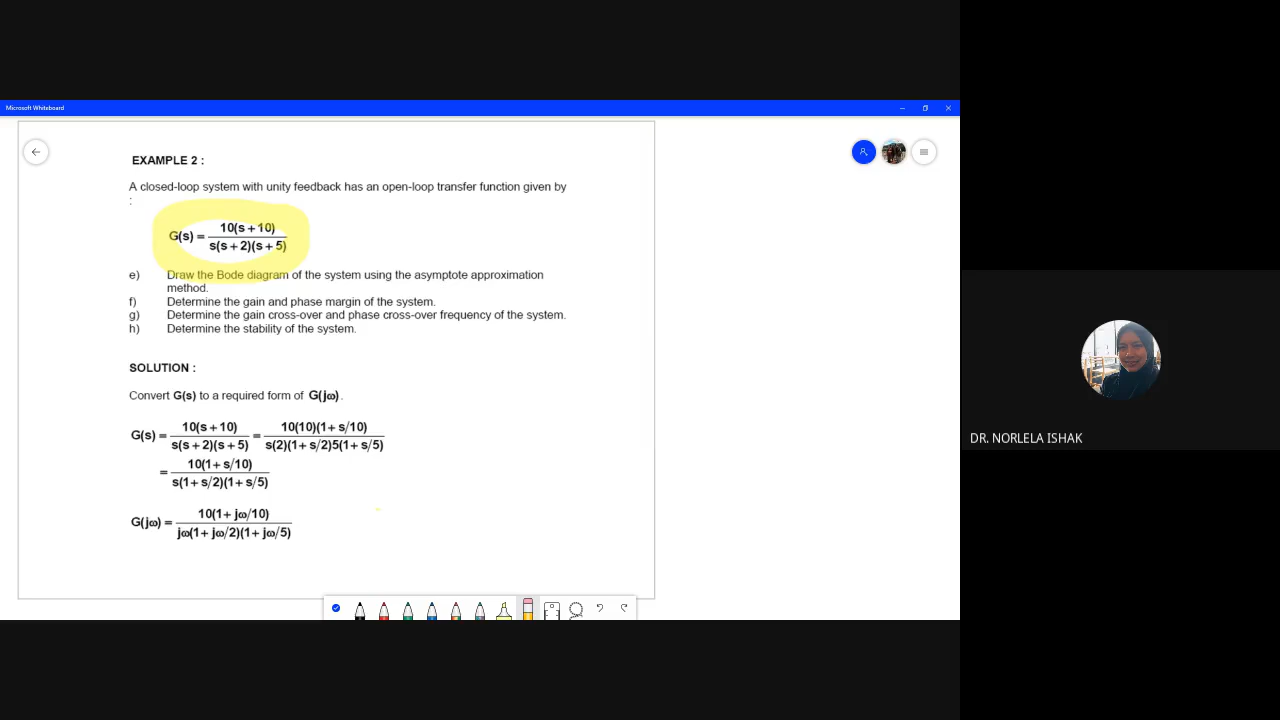 Microsoft Whiteboard
EXAMPLE 2 :
A closed-loop system with unity feedback has an open-loop transfer function given by
:
G(s) = 10(s + 10) / s(s + 2)(s + 5)
e) Draw the Bode diagram of the system using the asymptote approximation
method.
f) Determine the gain and phase margin of the system.
g) Determine the gain cross-over and phase cross-over frequency of the system.
h) Determine the stability of the system.
SOLUTION :
Convert G(s) to a required form of G(jω).
G(s) = 10(s + 10) / s(s + 2)(s + 5) = 10(10)(1 + s/10) / s(2)(1 + s/2)5(1 + s/5)
= 10(1 + s/10) / s(1 + s/2)(1 + s/5)
G(jω) = 10(1 + jω/10) / jω(1 + jω/2)(1 + jω/5)
DR. NORLELA ISHAK